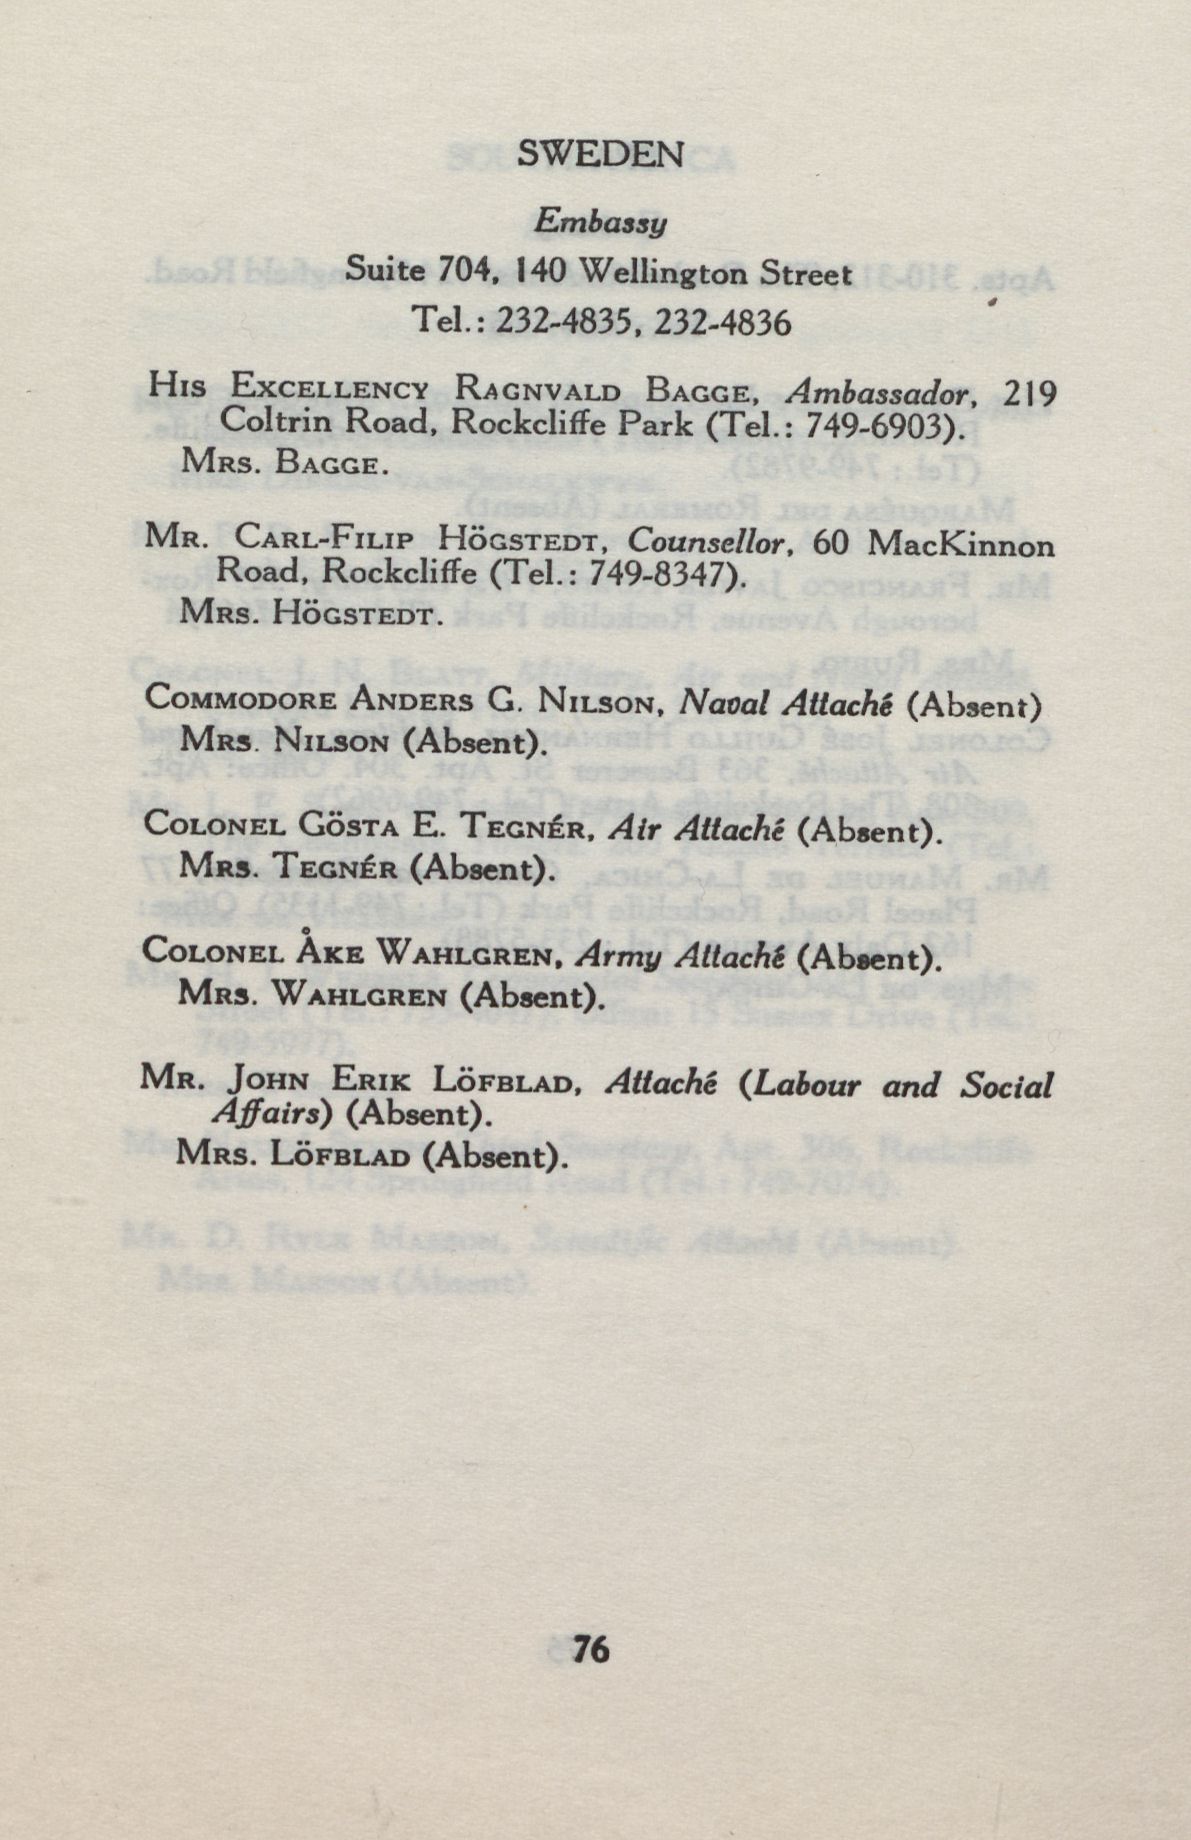 SWEDEN
Embassy
Suite 704, 140 Wellington Street
Tel.: 232-4835, 232-4836
His Excellency Ragnvald Bagge, Ambassador, 219
Coltrin Road, Rockcliffe Park (Tel.: 749-6903).
Mrs. Bagge.
Mr. Carl-Filip Högstedt, Counsellor, 60 MacKinnon
Road, Rockcliffe (Tel.: 749-8347).
Mrs. Högstedt.
Commodore Anders G. Nilson, Naval Attaché (Absent)
Mrs. Nilson (Absent).
Colonel Gösta E. Tegnér, Air Attaché (Absent).
Mrs. Tegnér (Absent).
Colonel Åke Wahlgren, Army Attaché (Absent).
Mrs. Wahlgren (Absent).
Mr. John Erik Löfblad, Attaché (Labour and Social
Affairs) (Absent).
Mrs. Löfblad (Absent).
76